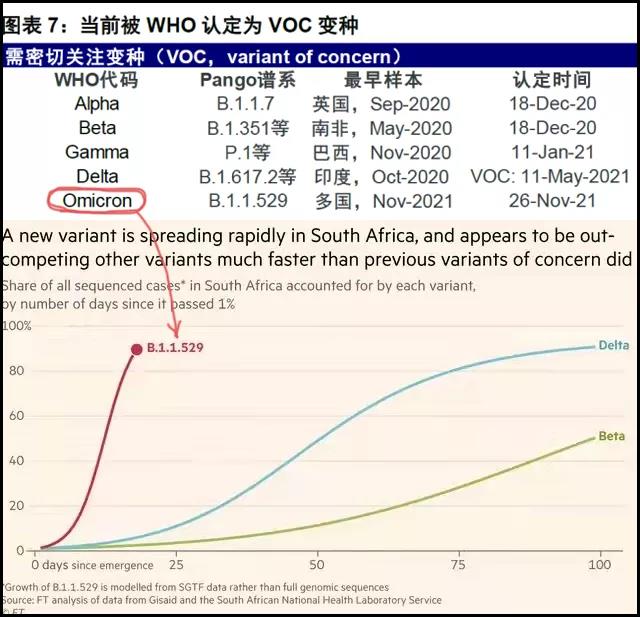 图表 7：当前被 WHO 认定为 VOC 变种
需密切关注变种（VOC，variant of concern）
WHO代码 Pango谱系 最早样本 认定时间
Alpha B.1.1.7 英国，Sep-2020 18-Dec-20
Beta B.1.351等 南非，May-2020 18-Dec-20
Gamma P.1等 巴西，Nov-2020 11-Jan-21
Delta B.1.617.2等 印度，Oct-2020 VOC: 11-May-2021
Omicron B.1.1.529 多国，Nov-2021 26-Nov-21
A new variant is spreading rapidly in South Africa, and appears to be out-
competing other variants much faster than previous variants of concern did
Share of all sequenced cases* in South Africa accounted for by each variant,
by number of days since it passed 1%
100%
B.1.1.529
Delta
80
60
Beta
40
20
0
0 days since emergence 25 50 75 100
*Growth of B.1.1.529 is modelled from SGTF data rather than full genomic sequences
Source: FT analysis of data from Gisaid and the South African National Health Laboratory Service
© FT